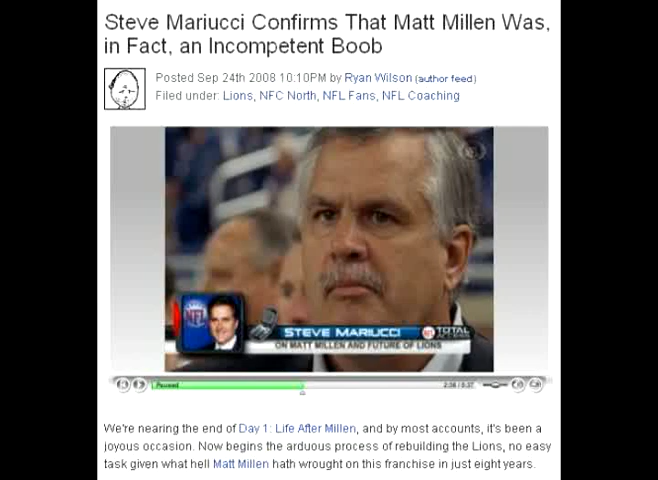 Steve Mariucci Confirms That Matt Millen Was,
in Fact, an Incompetent Boob
Posted Sep 24th 2008 10:10PM by Ryan Wilson (author feed)
Filed under: Lions, NFC North, NFL Fans, NFL Coaching
NFL
STEVE MARIUCCI
TOTAL
ACCESS
ON MATT MILLEN AND FUTURE OF LIONS
Paused
We're nearing the end of Day 1: Life After Millen, and by most accounts, it's been a
joyous occasion. Now begins the arduous process of rebuilding the Lions, no easy
task given what hell Matt Millen hath wrought on this franchise in just eight years.